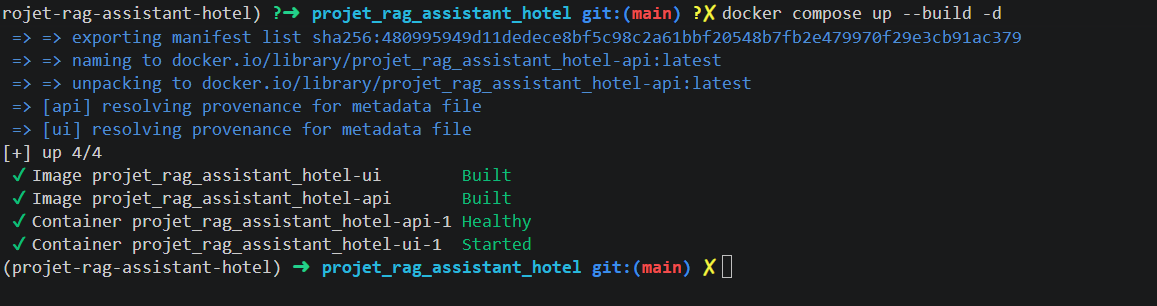 rojet-rag-assistant-hotel) ?➜ projet_rag_assistant_hotel git:(main) ?✗ docker compose up --build -d
=> => exporting manifest list sha256:480995949d11dedece8bf5c98c2a61bbf20548b7fb2e479970f29e3cb91ac379
=> => naming to docker.io/library/projet_rag_assistant_hotel-api:latest
=> => unpacking to docker.io/library/projet_rag_assistant_hotel-api:latest
=> [api] resolving provenance for metadata file
=> [ui] resolving provenance for metadata file
[+] up 4/4
✓ Image projet_rag_assistant_hotel-ui Built
✓ Image projet_rag_assistant_hotel-api Built
✓ Container projet_rag_assistant_hotel-api-1 Healthy
✓ Container projet_rag_assistant_hotel-ui-1 Started
(projet-rag-assistant-hotel) ➜ projet_rag_assistant_hotel git:(main) ✗